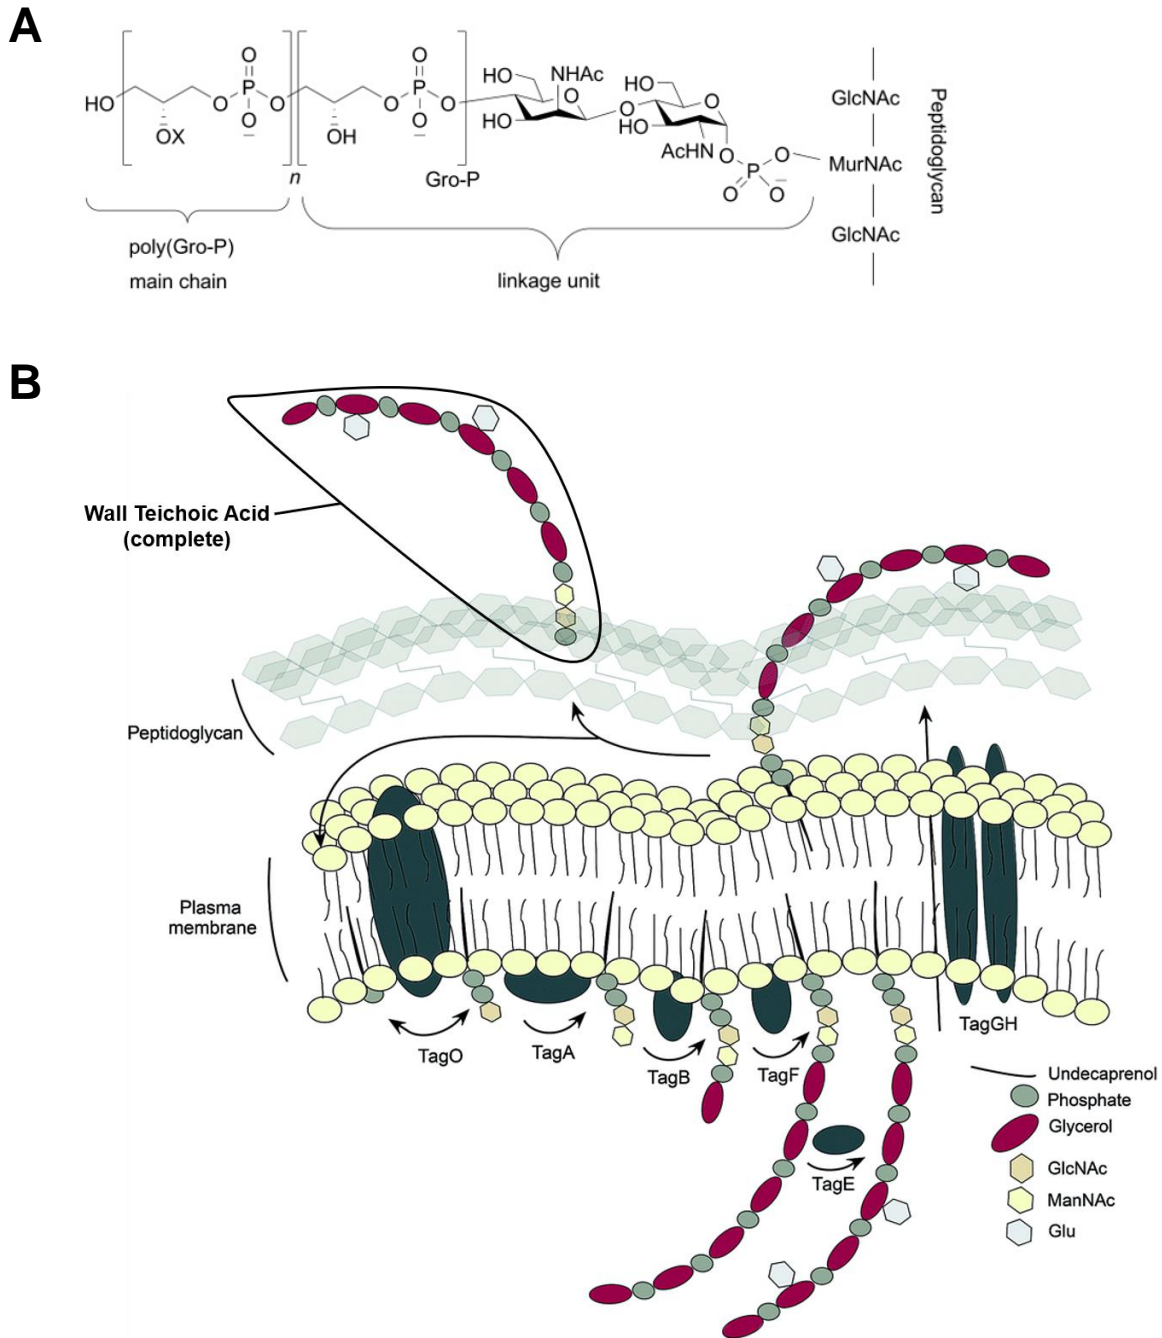 A
HO
O
P
O
O
OX
O
n
O
P
O
O
OH
Gro-P
HO
NHAc
O
HO
O
HO
O
HO
AcHN
O
O
P
O
O
GlcNAc
MurNAc
GlcNAc
Peptidoglycan
poly(Gro-P)
main chain
linkage unit
B
Wall Teichoic Acid
(complete)
Peptidoglycan
Plasma
membrane
TagO
TagA
TagB
TagF
TagE
TagGH
Undecaprenol
Phosphate
Glycerol
GlcNAc
ManNAc
Glu